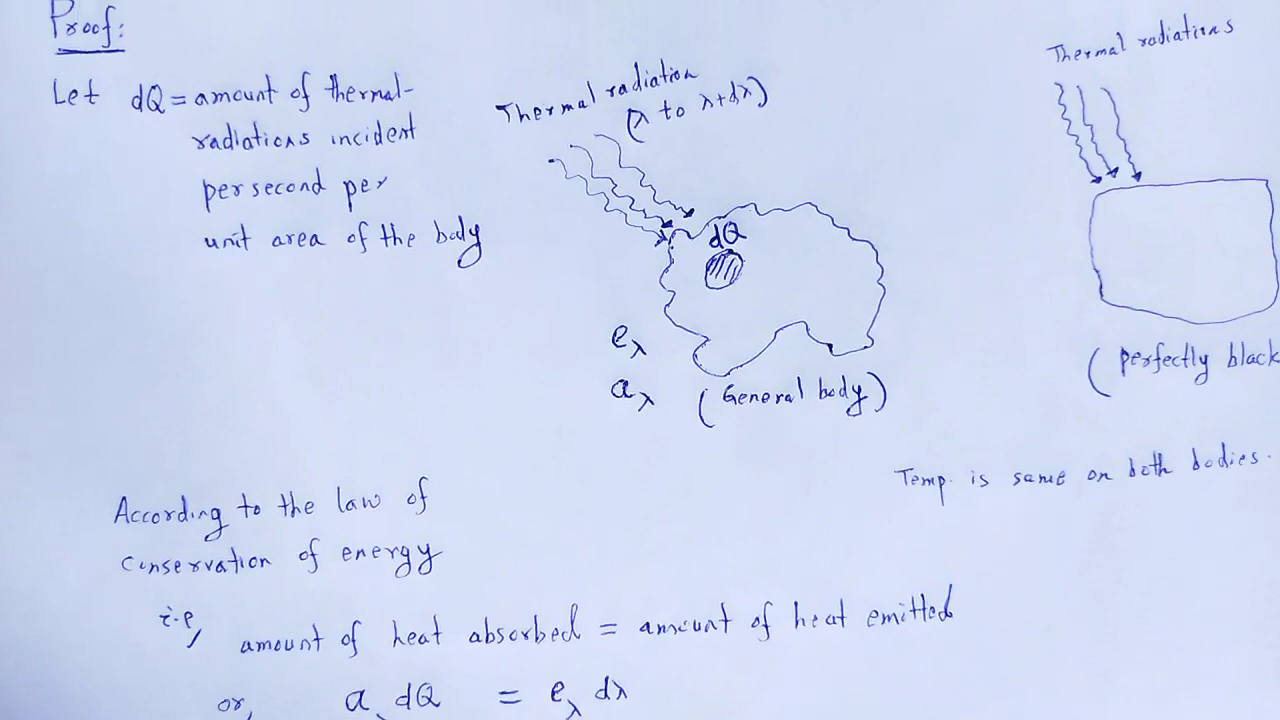 Proof:
Let dQ = amount of thermal-
radiations incident
per second per
unit area of the body
Thermal radiation
(λ to λ+dλ)
dQ
eλ
aλ
(General body)
Thermal radiations
(perfectly black
Temp. is same on both bodies.
According to the law of
conservation of energy
i.e, amount of heat absorbed = amount of heat emitted
or, aλ dQ = eλ dλ